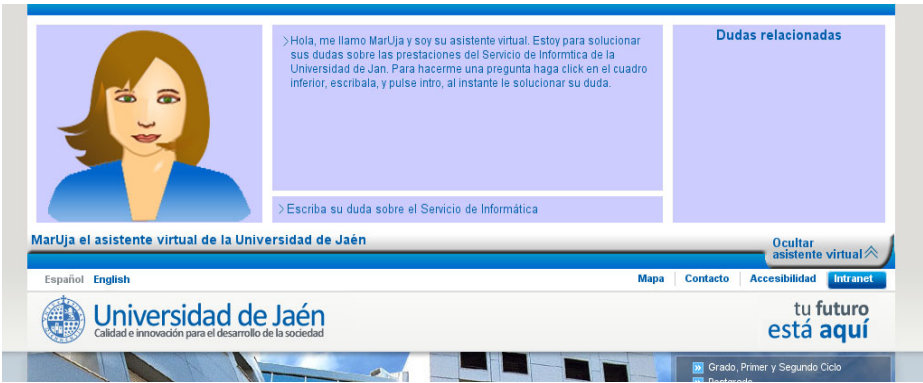 >Hola, me llamo MarUja y soy su asistente virtual. Estoy para solucionar
sus dudas sobre las prestaciones del Servicio de Informtica de la
Universidad de Jan. Para hacerme una pregunta haga click en el cuadro
inferior, escribala, y pulse intro, al instante le solucionar su duda.
Dudas relacionadas
>Escriba su duda sobre el Servicio de Informática
MarUja el asistente virtual de la Universidad de Jaén
Ocultar
asistente virtual
Español English
Mapa Contacto Accesibilidad Intranet
Universidad de Jaén
Calidad e innovación para el desarrollo de la sociedad
tu futuro
está aquí
Grado, Primer y Segundo Ciclo
Postgrado